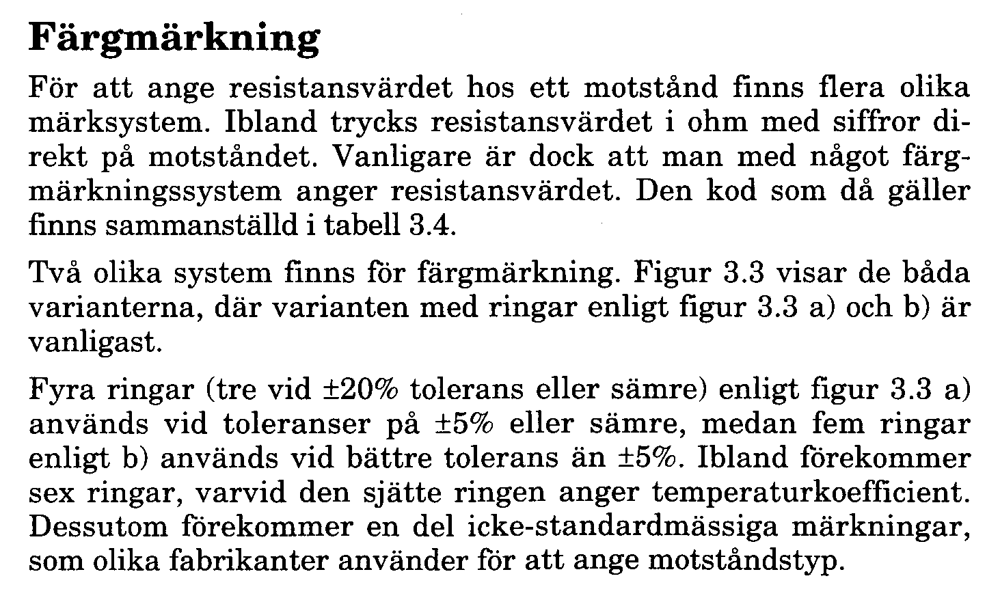 Färgmärkning
För att ange resistansvärdet hos ett motstånd finns flera olika
märksystem. Ibland trycks resistansvärdet i ohm med siffror di-
rekt på motståndet. Vanligare är dock att man med något färg-
märkningssystem anger resistansvärdet. Den kod som då gäller
finns sammanställd i tabell 3.4.
Två olika system finns för färgmärkning. Figur 3.3 visar de båda
varianterna, där varianten med ringar enligt figur 3.3 a) och b) är
vanligast.
Fyra ringar (tre vid ±20% tolerans eller sämre) enligt figur 3.3 a)
används vid toleranser på ±5% eller sämre, medan fem ringar
enligt b) används vid bättre tolerans än ±5%. Ibland förekommer
sex ringar, varvid den sjätte ringen anger temperaturkoefficient.
Dessutom förekommer en del icke-standardmässiga märkningar,
som olika fabrikanter använder för att ange motståndstyp.